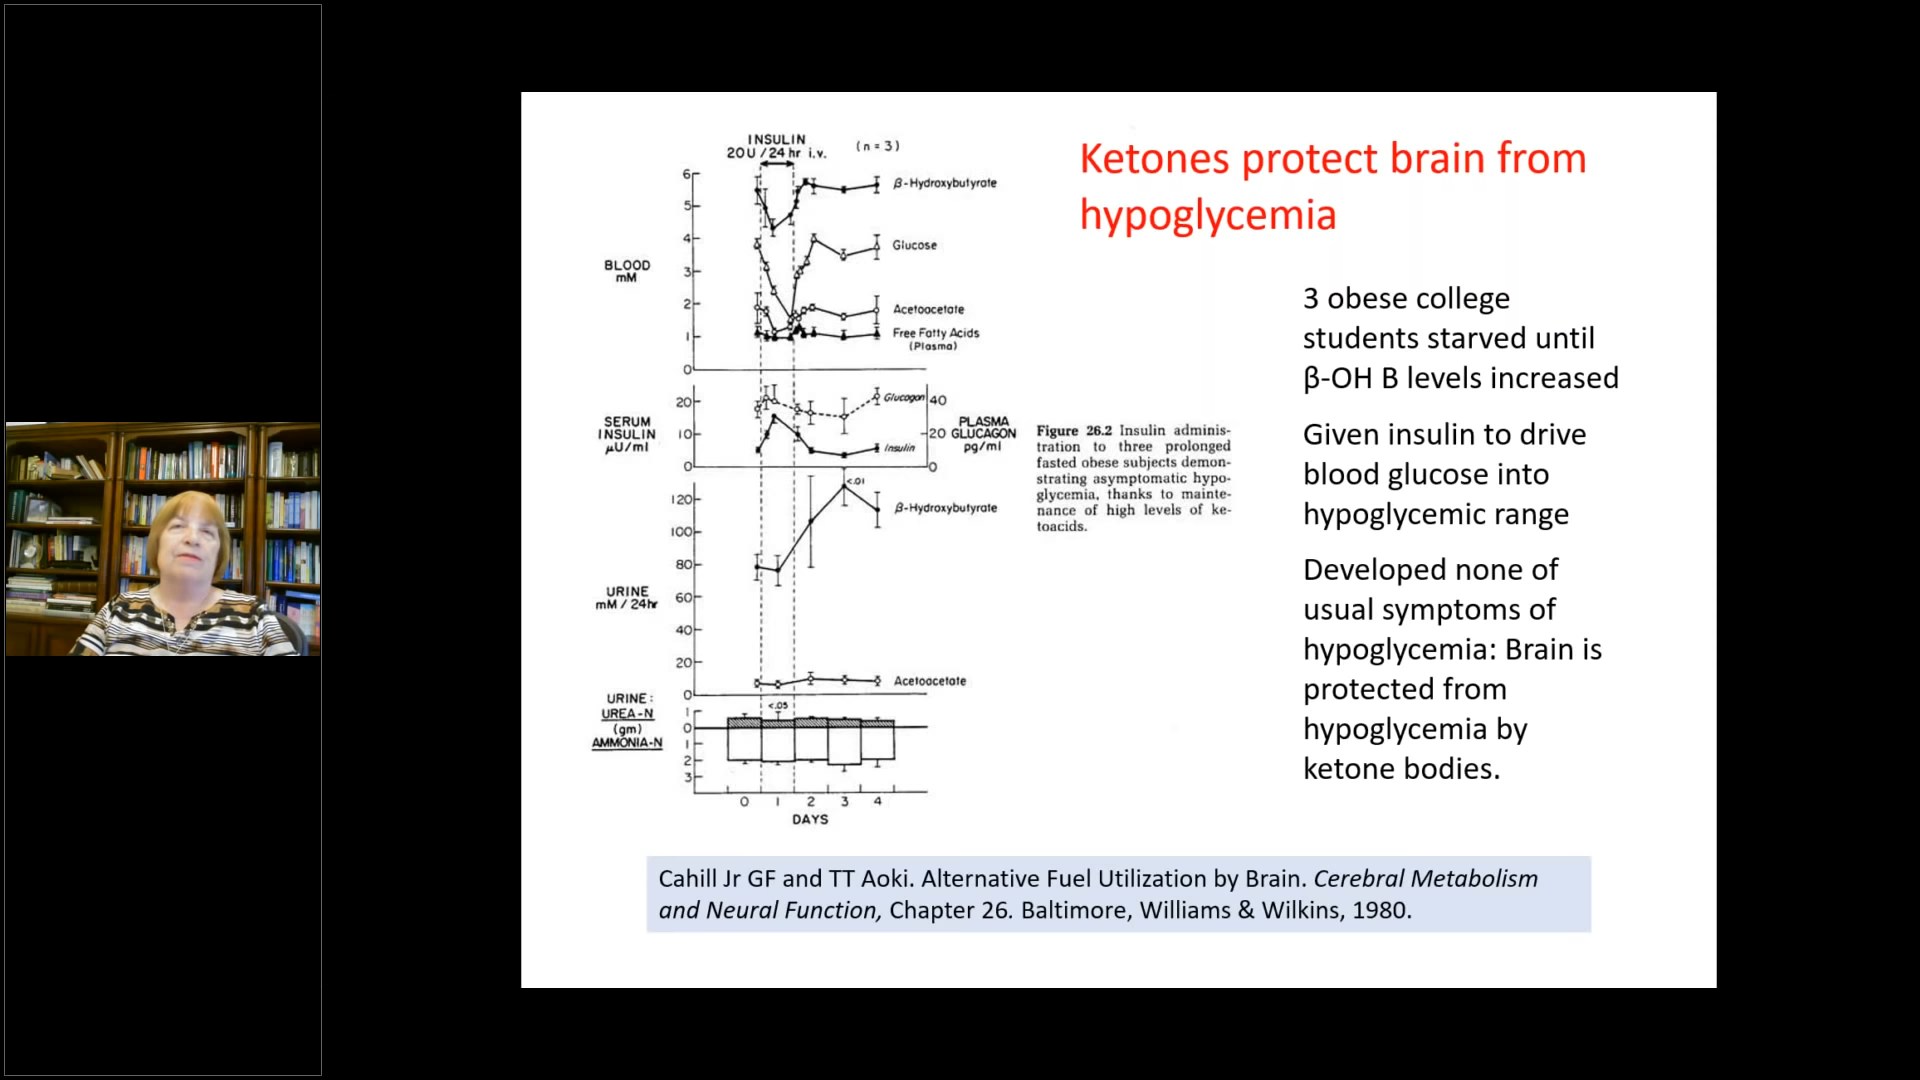 Ketones protect brain from
hypoglycemia
INSULIN
20U / 24 hr i.v.
(n = 3)
6
5
4
3
2
1
0
BLOOD
mM
β-Hydroxybutyrate
Glucose
Acetoacetate
Free Fatty Acids
(Plasma)
SERUM
INSULIN
μU/ml
20
10
0
Glucagon
Insulin
40
20
0
PLASMA
GLUCAGON
pg/ml
URINE
mM / 24hr
120
100
80
60
40
20
0
<.01
β-Hydroxybutyrate
Acetoacetate
URINE:
UREA-N
(gm)
AMMONIA-N
1
0
1
2
3
<.05
0 1 2 3 4
DAYS
Figure 26.2 Insulin adminis-
tration to three prolonged
fasted obese subjects demon-
strating asymptomatic hypo-
glycemia, thanks to mainte-
nance of high levels of ke-
toacids.
3 obese college
students starved until
β-OH B levels increased
Given insulin to drive
blood glucose into
hypoglycemic range
Developed none of
usual symptoms of
hypoglycemia: Brain is
protected from
hypoglycemia by
ketone bodies.
Cahill Jr GF and TT Aoki. Alternative Fuel Utilization by Brain. Cerebral Metabolism
and Neural Function, Chapter 26. Baltimore, Williams & Wilkins, 1980.